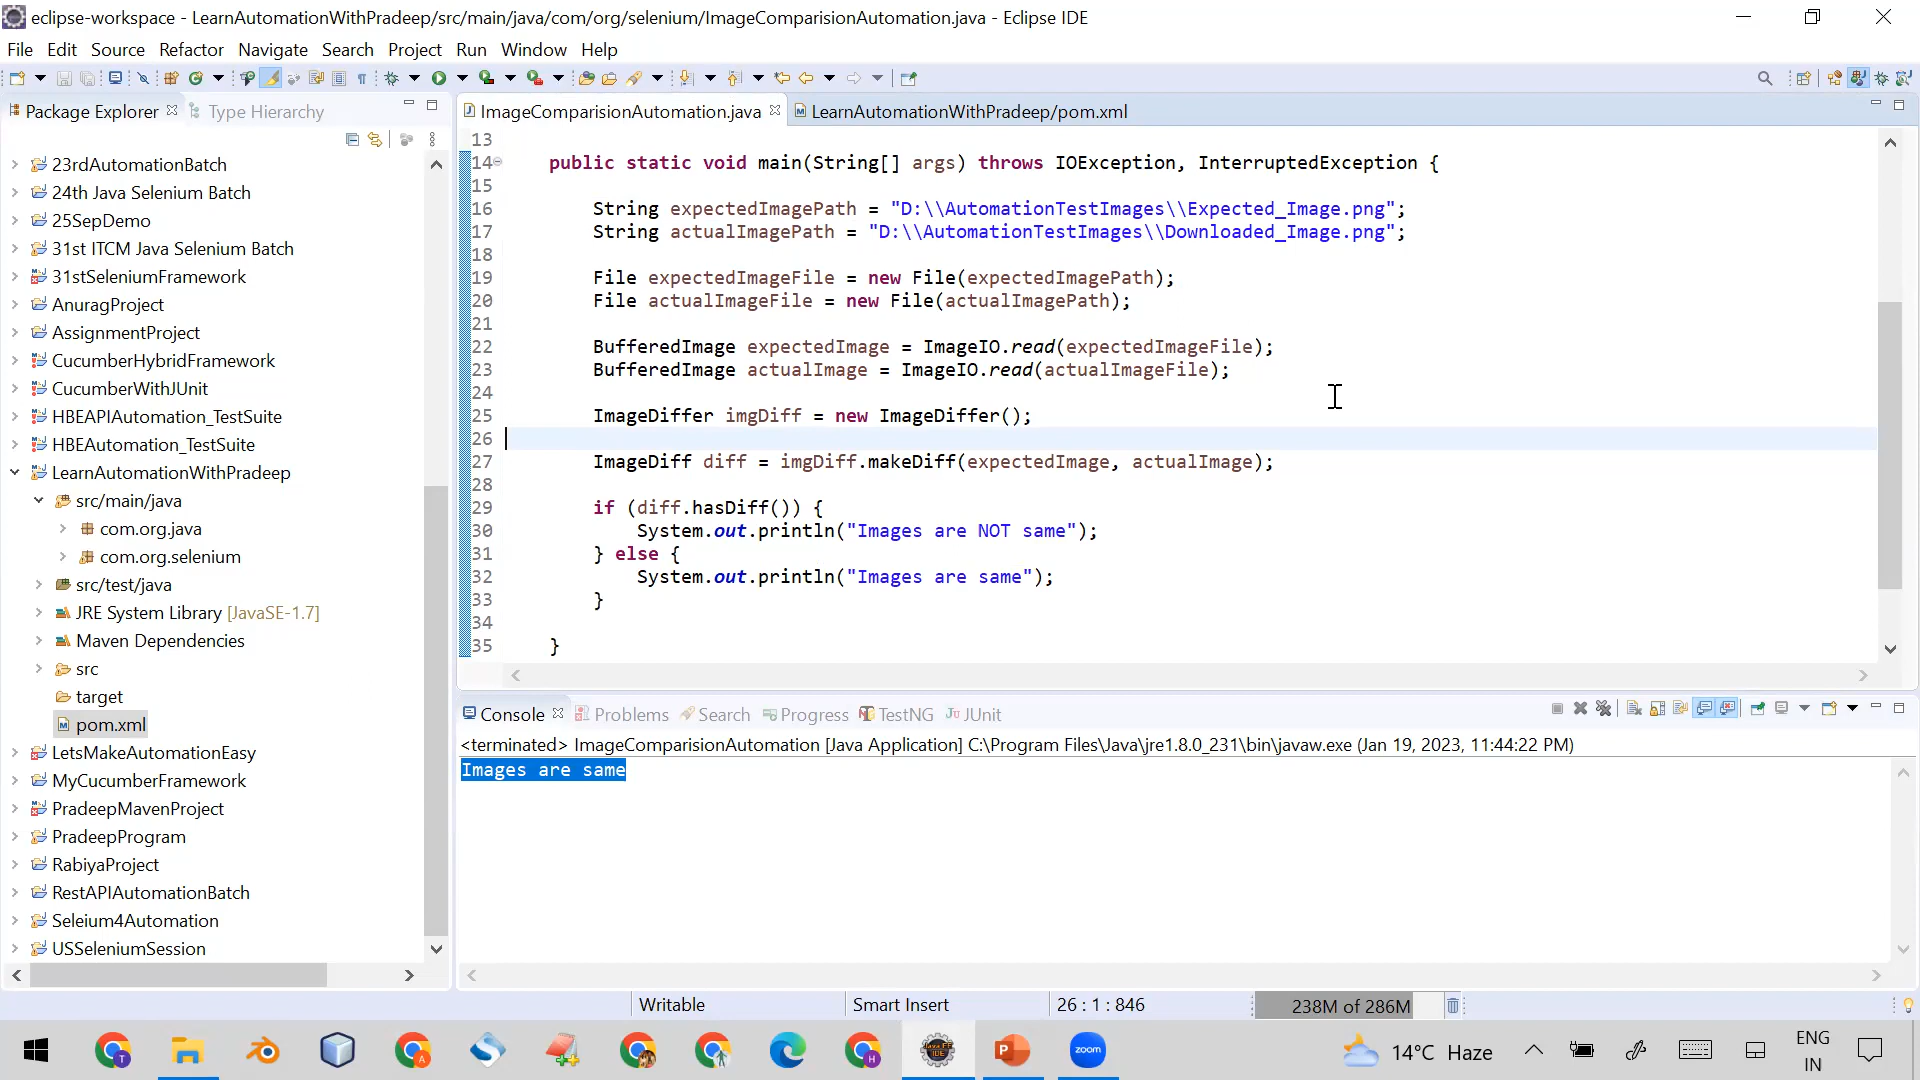 eclipse-workspace - LearnAutomationWithPradeep/src/main/java/com/org/selenium/ImageComparisionAutomation.java - Eclipse IDE
File Edit Source Refactor Navigate Search Project Run Window Help
Package Explorer Type Hierarchy
23rdAutomationBatch
24th Java Selenium Batch
25SepDemo
31st ITCM Java Selenium Batch
31stSeleniumFramework
AnuragProject
AssignmentProject
CucumberHybridFramework
CucumberWithJUnit
HBEAPIAutomation_TestSuite
HBEAutomation_TestSuite
LearnAutomationWithPradeep
src/main/java
com.org.java
com.org.selenium
src/test/java
JRE System Library [JavaSE-1.7]
Maven Dependencies
src
target
pom.xml
LetsMakeAutomationEasy
MyCucumberFramework
PradeepMavenProject
PradeepProgram
RabiyaProject
RestAPIAutomationBatch
Seleium4Automation
USSeleniumSession
ImageComparisionAutomation.java LearnAutomationWithPradeep/pom.xml
13
14 public static void main(String[] args) throws IOException, InterruptedException {
15
16 String expectedImagePath = "D:\\AutomationTestImages\\Expected_Image.png";
17 String actualImagePath = "D:\\AutomationTestImages\\Downloaded_Image.png";
18
19 File expectedImageFile = new File(expectedImagePath);
20 File actualImageFile = new File(actualImagePath);
21
22 BufferedImage expectedImage = ImageIO.read(expectedImageFile);
23 BufferedImage actualImage = ImageIO.read(actualImageFile);
24
25 ImageDiffer imgDiff = new ImageDiffer();
26
27 ImageDiff diff = imgDiff.makeDiff(expectedImage, actualImage);
28
29 if (diff.hasDiff()) {
30 System.out.println("Images are NOT same");
31 } else {
32 System.out.println("Images are same");
33 }
34
35 }
Console Problems Search Progress TestNG JUnit
<terminated> ImageComparisionAutomation [Java Application] C:\Program Files\Java\jre1.8.0_231\bin\javaw.exe (Jan 19, 2023, 11:44:22 PM)
Images are same
Writable Smart Insert 26 : 1 : 846 238M of 286M
zoom 14°C Haze ENG
IN